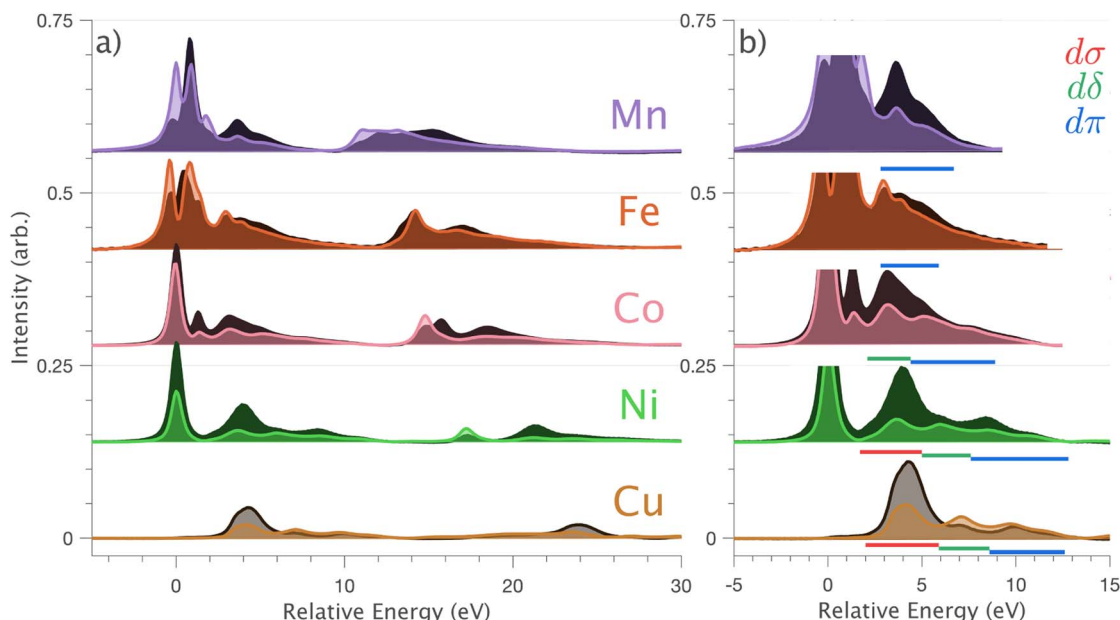 0.75
a)
Mn
0.5
Fe
Co
0.25
Ni
Cu
0
0 10 20 30
Intensity (arb.)
Relative Energy (eV)
0.75
b)
dσ
dδ
dπ
0.5
0.25
0
-5 0 5 10 15
Relative Energy (eV)